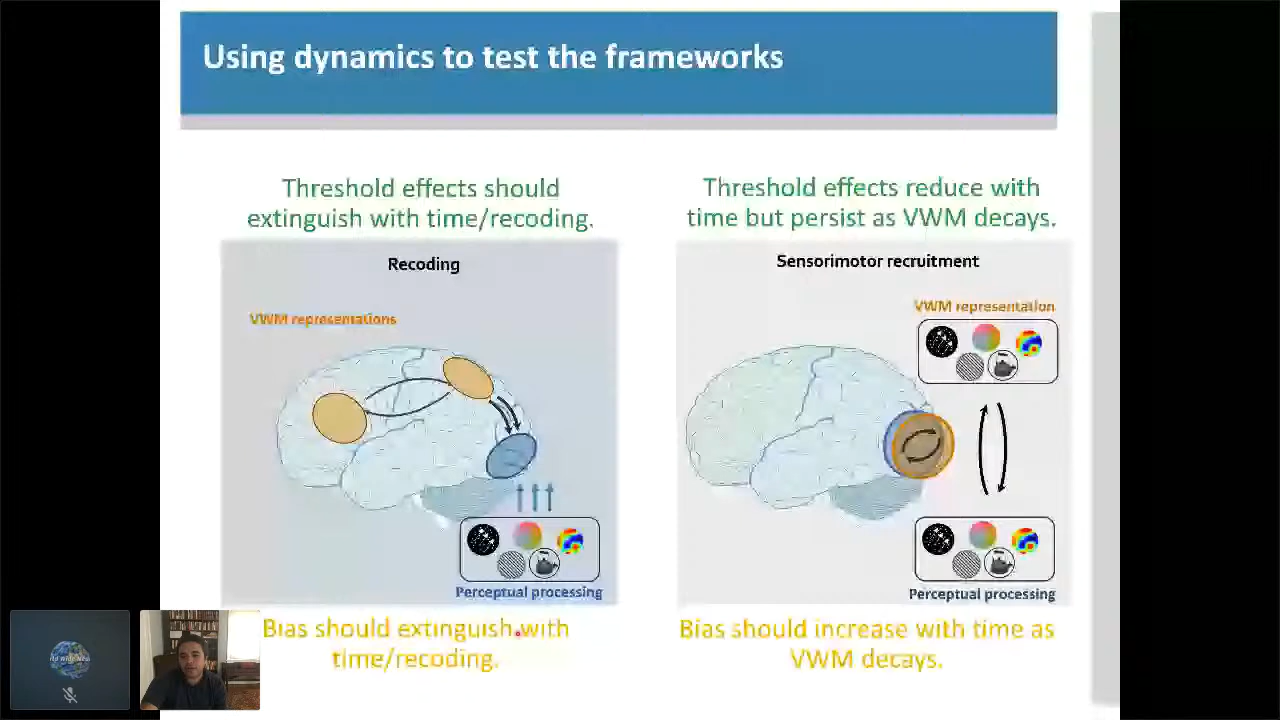 Using dynamics to test the frameworks
Threshold effects should
extinguish with time/recoding.
Recoding
VWM representations
Perceptual processing
Bias should extinguish with
time/recoding.
Threshold effects reduce with
time but persist as VWM decays.
Sensorimotor recruitment
VWM representation
Perceptual processing
Bias should increase with time as
VWM decays.